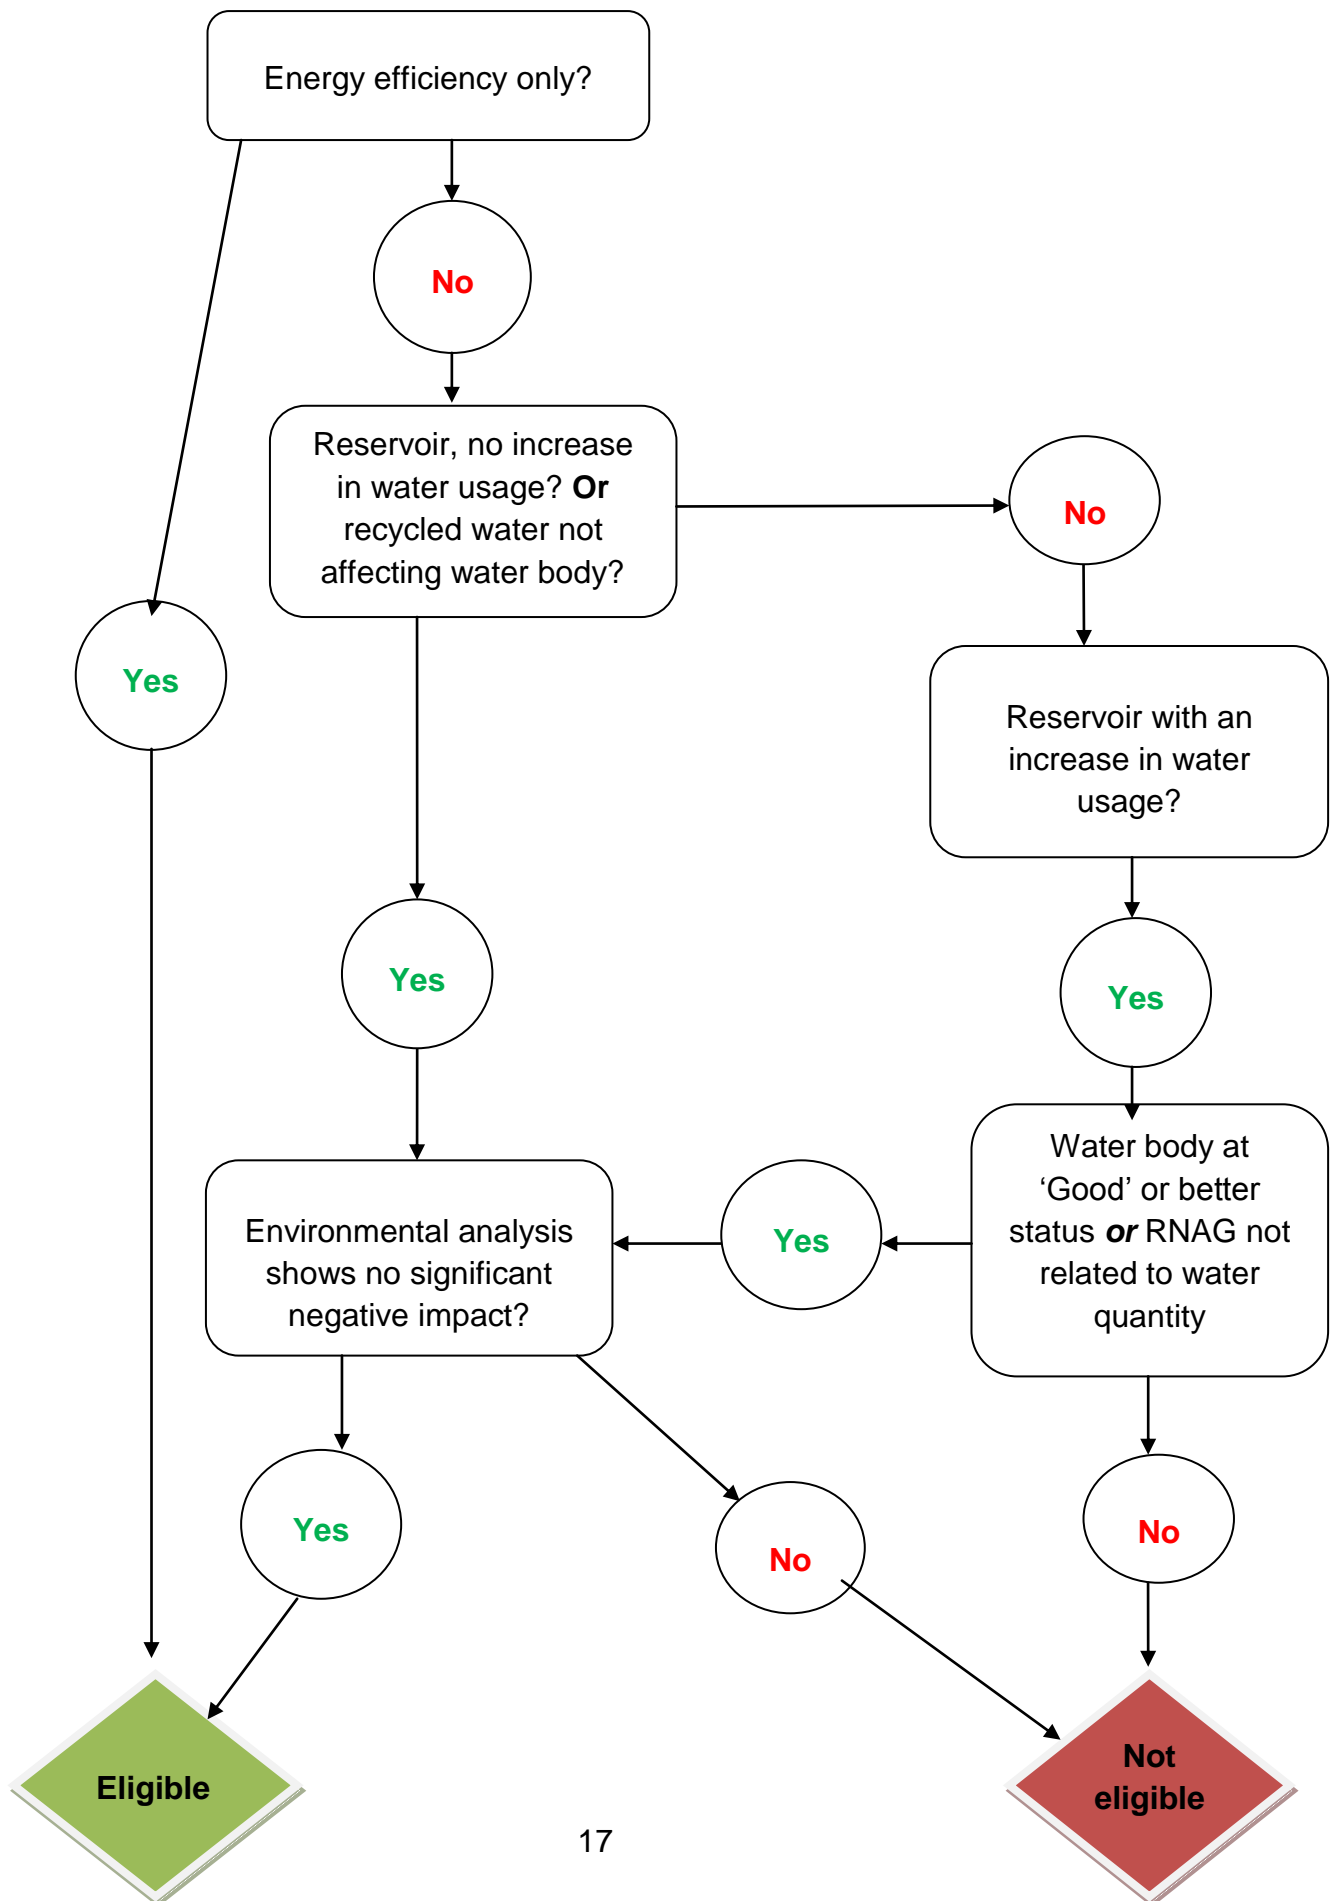 Energy efficiency only?
No
Reservoir, no increase
in water usage? Or
recycled water not
affecting water body?
No
Yes
Reservoir with an
increase in water
usage?
Yes
Yes
Water body at
‘Good’ or better
status or RNAG not
related to water
quantity
Yes
Environmental analysis
shows no significant
negative impact?
Yes
No
No
Eligible
Not
eligible
17